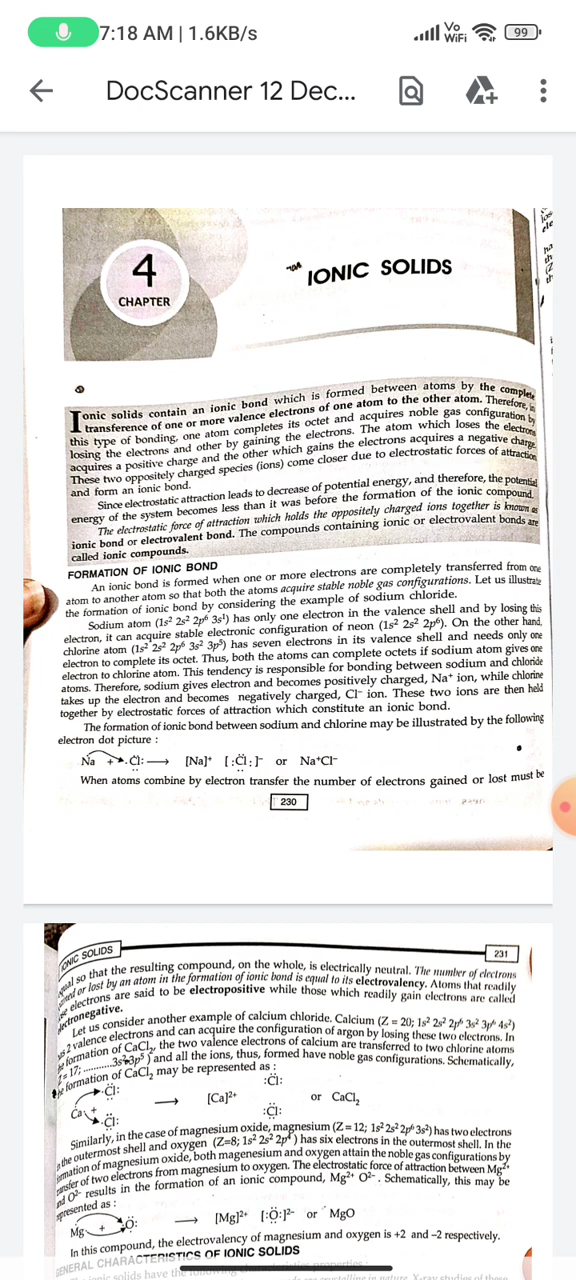 7:18 AM | 1.6KB/s
Vo
WiFi
99
DocScanner 12 Dec...
4
CHAPTER
IONIC SOLIDS
Ionic solids contain an ionic bond which is formed between atoms by the complete
transference of one or more valence electrons of one atom to the other atom. Therefore, in
this type of bonding, one atom completes its octet and acquires noble gas configuration by
losing the electrons and other by gaining the electrons. The atom which loses the electrons
acquires a positive charge and the other which gains the electrons acquires a negative charge.
These two oppositely charged species (ions) come closer due to electrostatic forces of attraction
and form an ionic bond.
Since electrostatic attraction leads to decrease of potential energy, and therefore, the potential
energy of the system becomes less than it was before the formation of the ionic compound.
The electrostatic force of attraction which holds the oppositely charged ions together is known as
ionic bond or electrovalent bond. The compounds containing ionic or electrovalent bonds are
called ionic compounds.
FORMATION OF IONIC BOND
An ionic bond is formed when one or more electrons are completely transferred from one
atom to another atom so that both the atoms acquire stable noble gas configurations. Let us illustrate
the formation of ionic bond by considering the example of sodium chloride.
Sodium atom (1s² 2s² 2p⁶ 3s¹) has only one electron in the valence shell and by losing this
electron, it can acquire stable electronic configuration of neon (1s² 2s² 2p⁶). On the other hand,
chlorine atom (1s² 2s² 2p⁶ 3s² 3p⁵) has seven electrons in its valence shell and needs only one
electron to complete its octet. Thus, both the atoms can complete octets if sodium atom gives one
electron to chlorine atom. This tendency is responsible for bonding between sodium and chloride
atoms. Therefore, sodium gives electron and becomes positively charged, Na⁺ ion, while chlorine
takes up the electron and becomes negatively charged, Cl⁻ ion. These two ions are then held
together by electrostatic forces of attraction which constitute an ionic bond.
The formation of ionic bond between sodium and chlorine may be illustrated by the following
electron dot picture :
Na + .C̈l: ⟶ [Na]⁺ [:C̈l:]⁻ or Na⁺Cl⁻
When atoms combine by electron transfer the number of electrons gained or lost must be
230
IONIC SOLIDS
231
equal so that the resulting compound, on the whole, is electrically neutral. The number of electrons
gained or lost by an atom in the formation of ionic bond is equal to its electrovalency. Atoms that readily
lose electrons are said to be electropositive while those which readily gain electrons are called
electronegative.
Let us consider another example of calcium chloride. Calcium (Z = 20; 1s² 2s² 2p⁶ 3s² 3p⁶ 4s²)
has 2 valence electrons and can acquire the configuration of argon by losing these two electrons. In
the formation of CaCl₂, the two valence electrons of calcium are transferred to two chlorine atoms
Z = 17; ..........3s²3p⁵) and all the ions, thus, formed have noble gas configurations. Schematically,
the formation of CaCl₂ may be represented as :
.C̈l: :C̈l:
Ca + ⟶ [Ca]²⁺ or CaCl₂
.C̈l: :C̈l:
Similarly, in the case of magnesium oxide, magnesium (Z = 12; 1s² 2s² 2p⁶ 3s²) has two electrons
in the outermost shell and oxygen (Z=8; 1s² 2s² 2p⁴) has six electrons in the outermost shell. In the
formation of magnesium oxide, both magenesium and oxygen attain the noble gas configurations by
transfer of two electrons from magnesium to oxygen. The electrostatic force of attraction between Mg²⁺
and O²⁻ results in the formation of an ionic compound, Mg²⁺ O²⁻. Schematically, this may be
represented as :
Mg + Ö: ⟶ [Mg]²⁺ [:Ö:]²⁻ or MgO
In this compound, the electrovalency of magnesium and oxygen is +2 and –2 respectively.
GENERAL CHARACTERISTICS OF IONIC SOLIDS